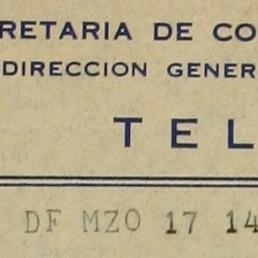 RETARIA DE CO
DIRECCION GENER
TEL
DF MZO 17 14